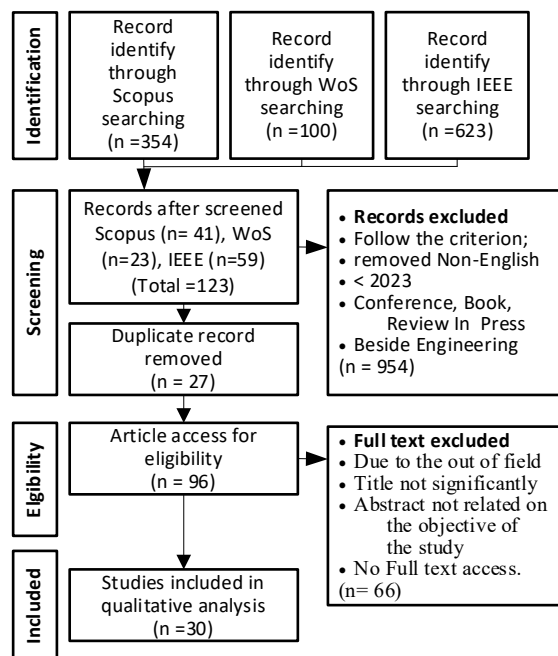 Identification
Record
identify
through
Scopus
searching
(n =354)
Record
identify
through WoS
searching
(n =100)
Record
identify
through IEEE
searching
(n =623)
Screening
Records after screened
Scopus (n= 41), WoS
(n=23), IEEE (n=59)
(Total =123)
• Records excluded
• Follow the criterion;
• removed Non-English
• < 2023
• Conference, Book,
Review In Press
• Beside Engineering
(n = 954)
Duplicate record
removed
(n = 27)
Elgibility
Article access for
eligibility
(n = 96)
• Full text excluded
• Due to the out of field
• Title not significantly
• Abstract not related on
the objective of
the study
• No Full text access.
(n= 66)
Included
Studies included in
qualitative analysis
(n =30)